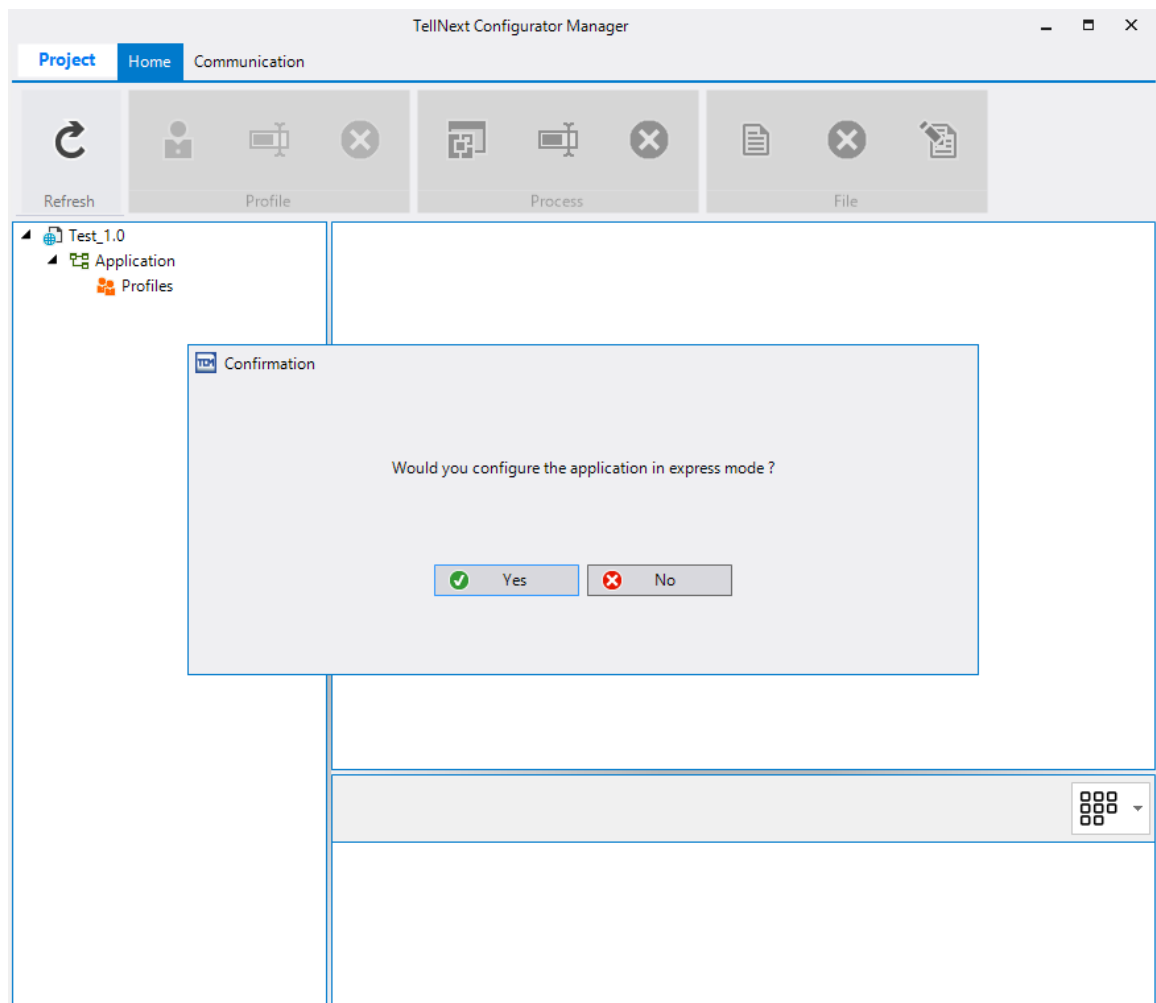 TellNext Configurator Manager
Project Home Communication
Refresh Profile Process File
Test_1.0
Application
Profiles
TCM Confirmation
Would you configure the application in express mode ?
Yes No